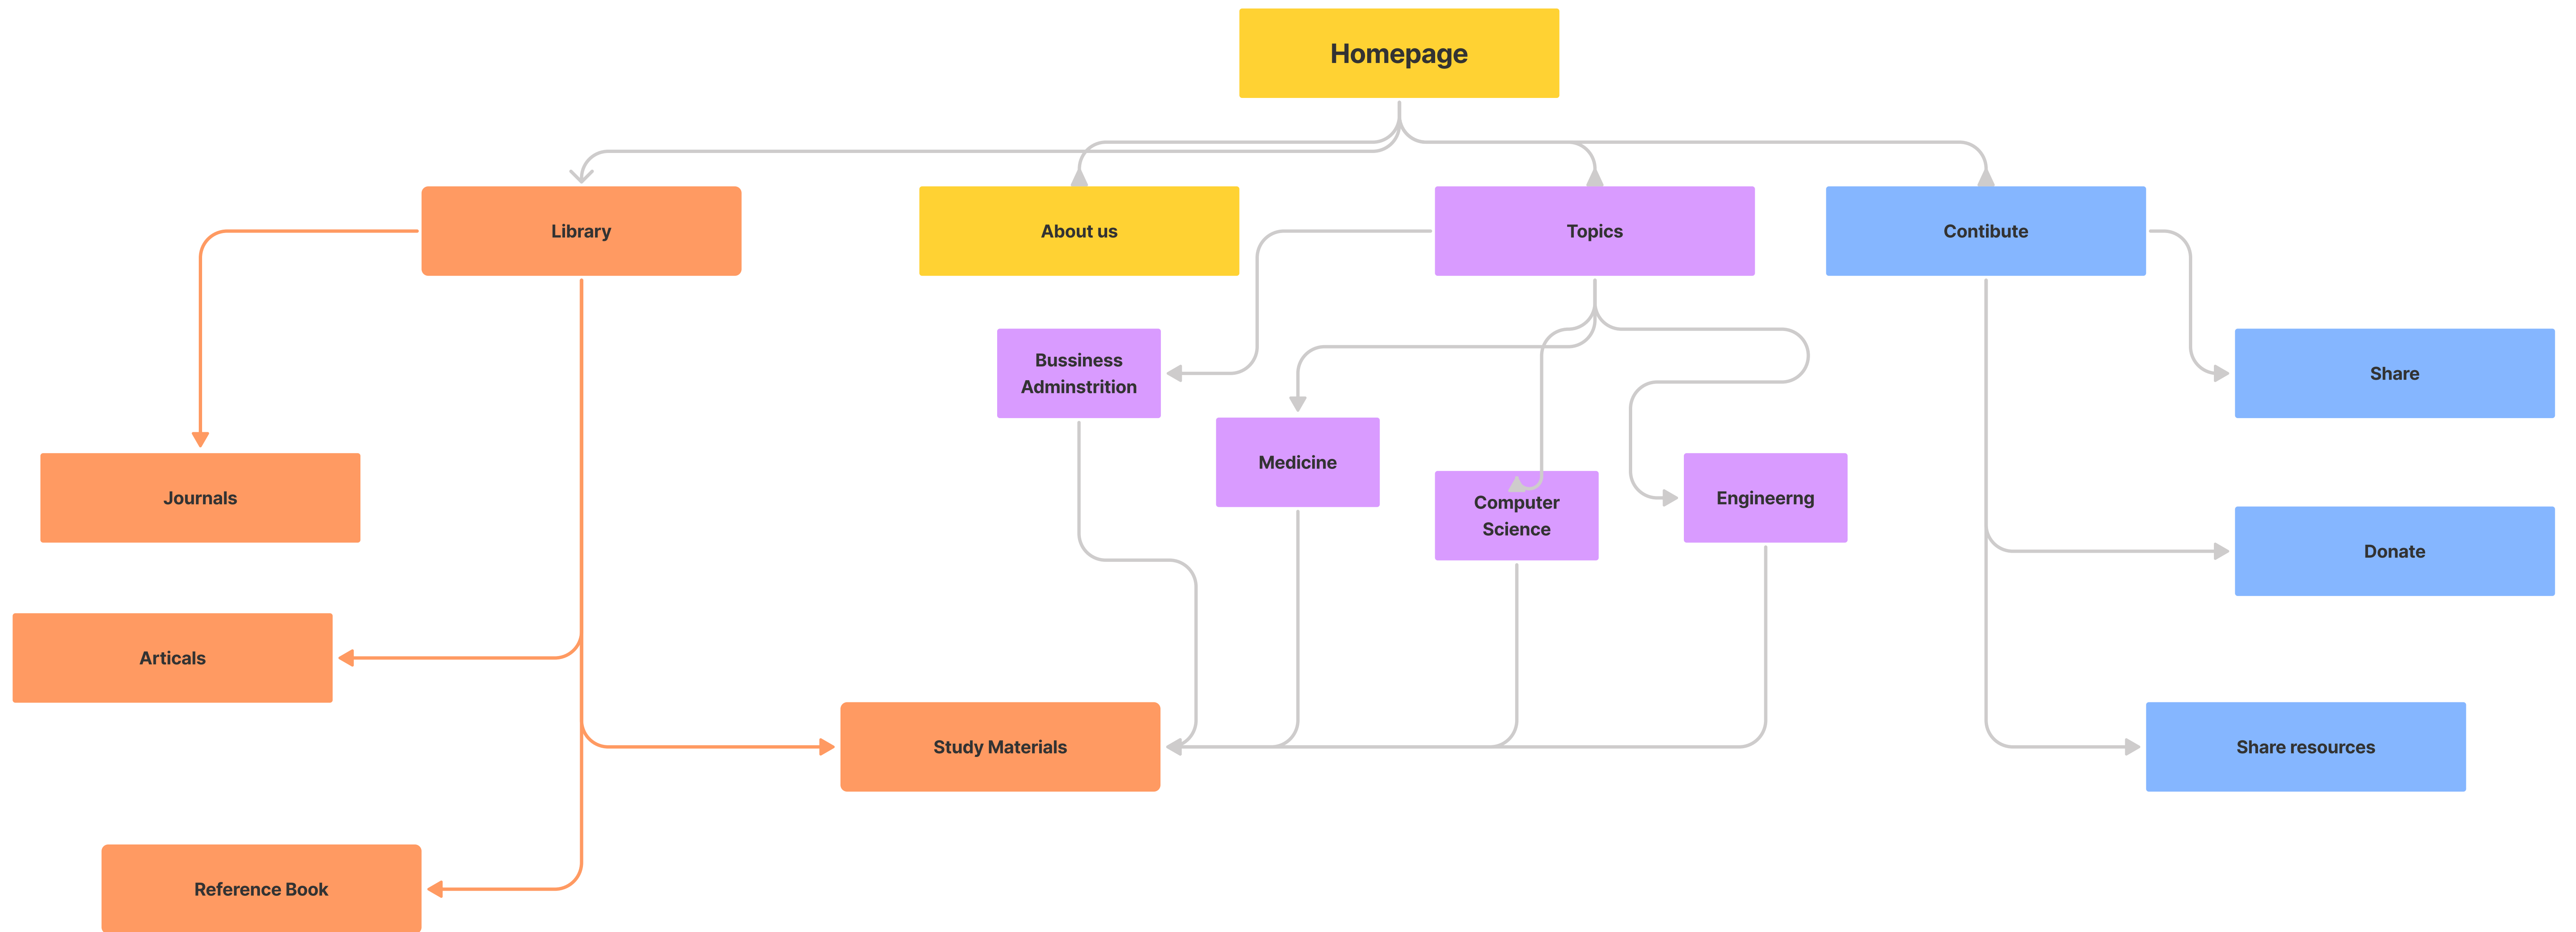 Homepage
Library
About us
Topics
Contibute
Bussiness
Adminstrition
Share
Medicine
Journals
Computer
Science
Engineerng
Donate
Articals
Study Materials
Share resources
Reference Book